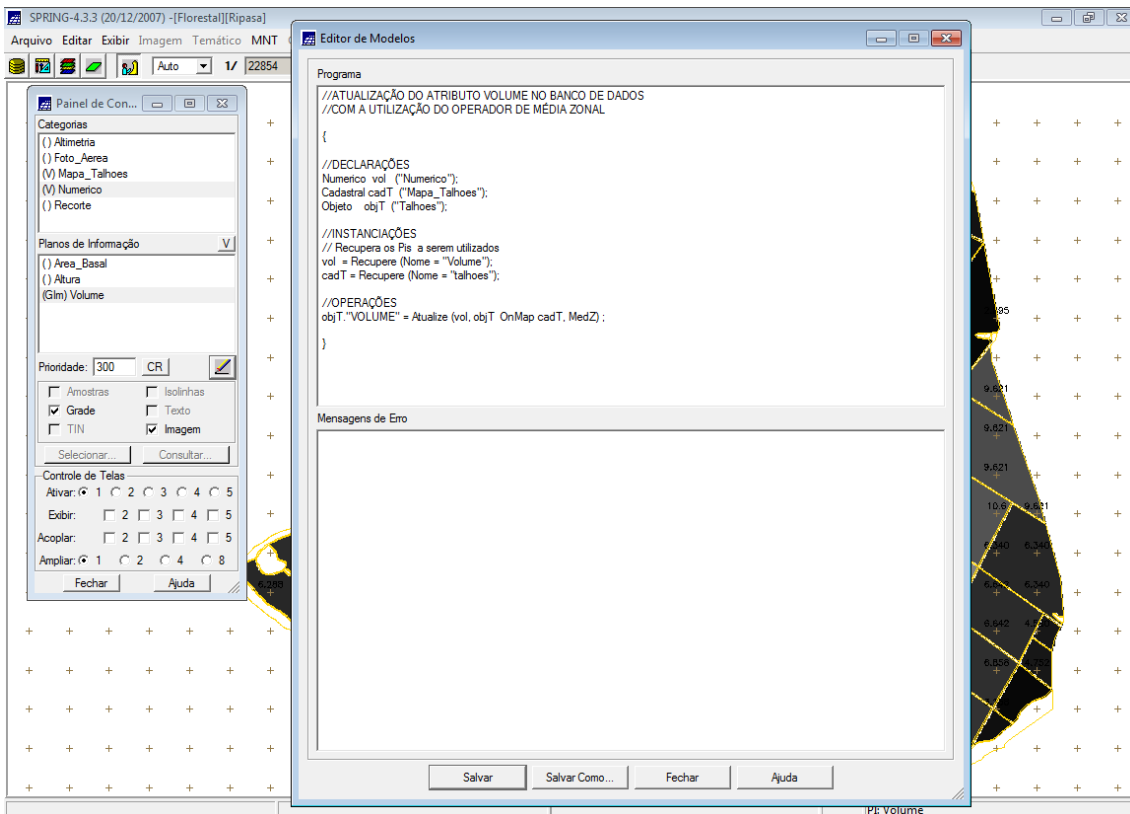 SPRING-4.3.3 (20/12/2007) -[Florestal][Ripasa]
Arquivo Editar Exibir Imagem Temático MNT
Auto 1/ 22854
Painel de Con...
Categorias
( ) Altimetria
( ) Foto_Aerea
(V) Mapa_Talhoes
(V) Numerico
( ) Recorte
Planos de Informação V
( ) Area_Basal
( ) Altura
(GIm) Volume
Prioridade: 300 CR
Amostras Isolinhas
Grade Texto
TIN Imagem
Selecionar... Consultar...
Controle de Telas
Ativar: 1 2 3 4 5
Exibir: 2 3 4 5
Acoplar: 2 3 4 5
Ampliar: 1 2 4 8
Fechar Ajuda
Editor de Modelos
Programa
//ATUALIZAÇÃO DO ATRIBUTO VOLUME NO BANCO DE DADOS
//COM A UTILIZAÇÃO DO OPERADOR DE MÉDIA ZONAL
{
//DECLARAÇÕES
Numerico vol ("Numerico");
Cadastral cadT ("Mapa_Talhoes");
Objeto objT ("Talhoes");
//INSTANCIAÇÕES
// Recupera os Pis a serem utilizados
vol = Recupere (Nome = "Volume");
cadT = Recupere (Nome = "talhoes");
//OPERAÇÕES
objT."VOLUME" = Atualize (vol, objT OnMap cadT, MedZ) ;
}
Mensagens de Erro
Salvar Salvar Como... Fechar Ajuda
9.621
9.621
9.621
6.340
6.642
PI: Volume